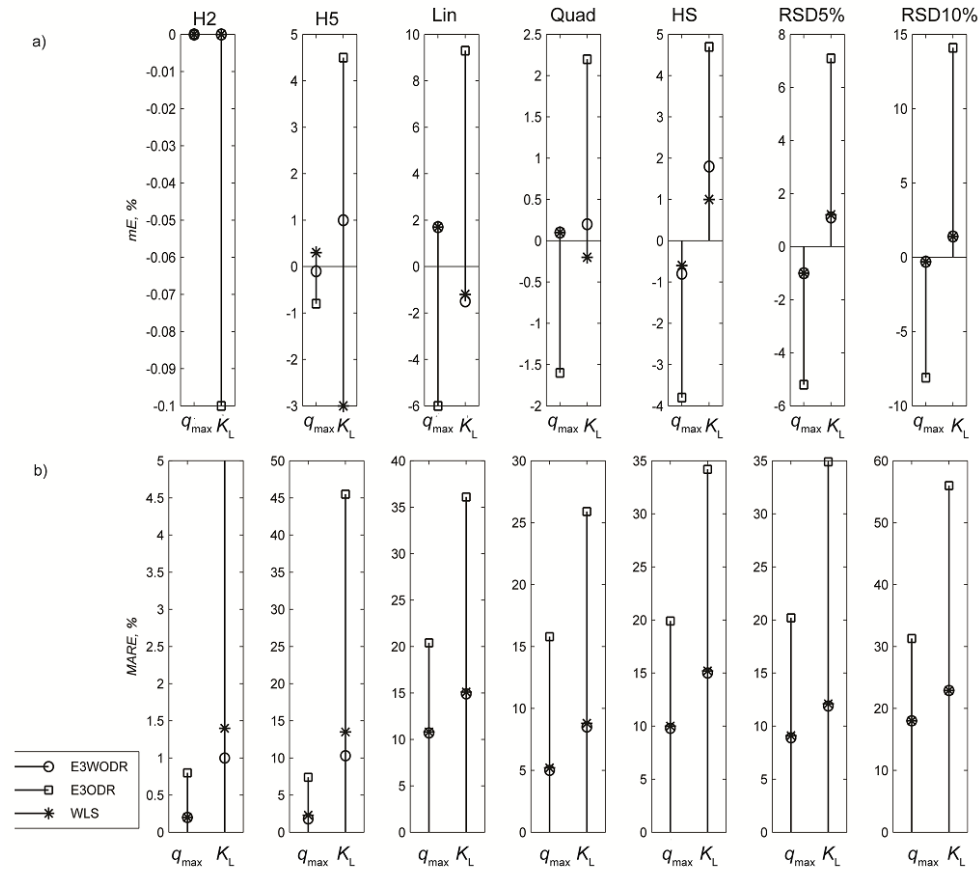 H2 H5 Lin Quad HS RSD5% RSD10%
a)
0 5 10 2.5 5 8 15
-0.01 4 8 2 4 6 10
-0.02 3 6 1.5 3 4 5
-0.03 2 4 1 2 2 0
-0.04 1 2 0.5 1 0 -5
-0.05 0 0 0 0 -2 -10
-0.06 -1 -2 -0.5 -1 -4
-0.07 -2 -4 -1 -2 -6
-0.08 -3 -6 -1.5 -3
-0.09 -2 -4
-0.1
mE, %
qmax KL qmax KL qmax KL qmax KL qmax KL qmax KL qmax KL
b)
5 50 40 30 35 35 60
4.5 45 35 25 30 30 50
4 40 30 20 25 25 40
3.5 35 25 15 20 20 30
3 30 20 10 15 15 20
2.5 25 15 5 10 10 10
2 20 10 0 5 5 0
1.5 15 5 0 0
1 10 0
0.5 5
0 0
MARE, %
qmax KL qmax KL qmax KL qmax KL qmax KL qmax KL qmax KL
E3WODR
E3ODR
WLS